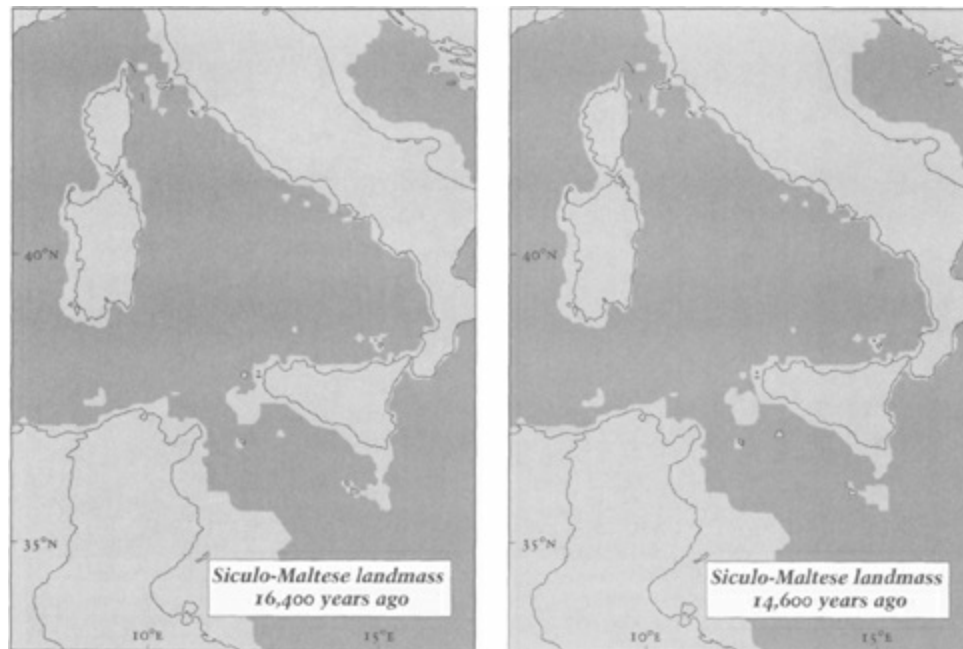 40°N
35°N
Siculo-Maltese landmass
16,400 years ago
10°E
15°E
40°N
35°N
Siculo-Maltese landmass
14,600 years ago
10°E
15°E